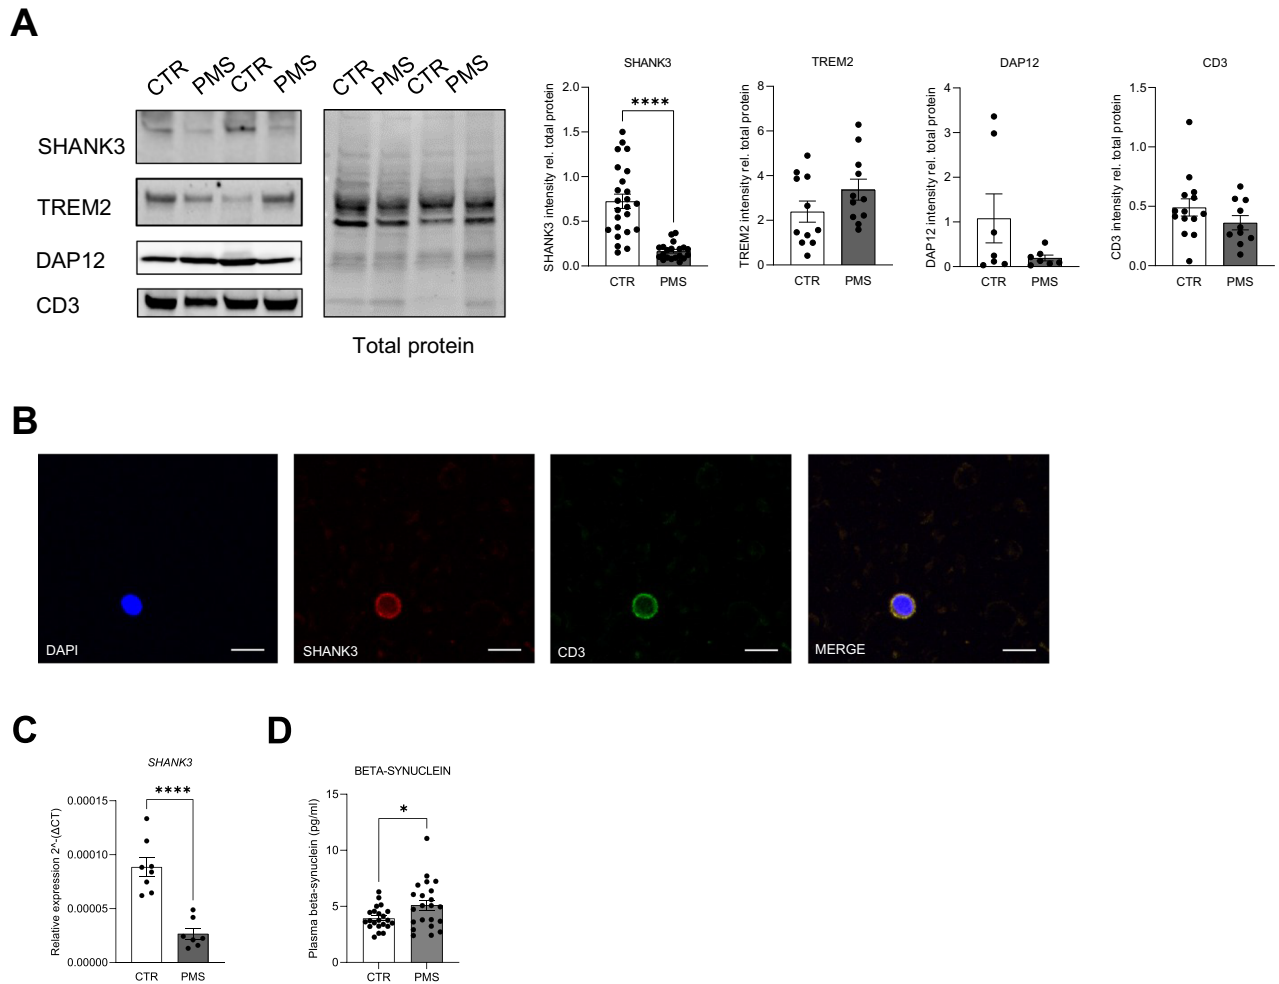 A
CTR PMS CTR PMS
CTR PMS CTR PMS
SHANK3
TREM2
DAP12
CD3
Total protein
SHANK3
SHANK3 intensity rel. total protein
2.0
1.5
1.0
0.5
0.0
****
CTR PMS
TREM2
TREM2 intensity rel. total protein
8
6
4
2
0
CTR PMS
DAP12
DAP12 intensity rel. total protein
4
3
2
1
0
CTR PMS
CD3
CD3 intensity rel. total protein
1.5
1.0
0.5
0.0
CTR PMS
B
DAPI
SHANK3
CD3
MERGE
C
SHANK3
Relative expression 2^-(ΔCT)
0.00015
0.00010
0.00005
0.00000
****
CTR PMS
D
BETA-SYNUCLEIN
Plasma beta-synuclein (pg/ml)
15
10
5
0
*
CTR PMS